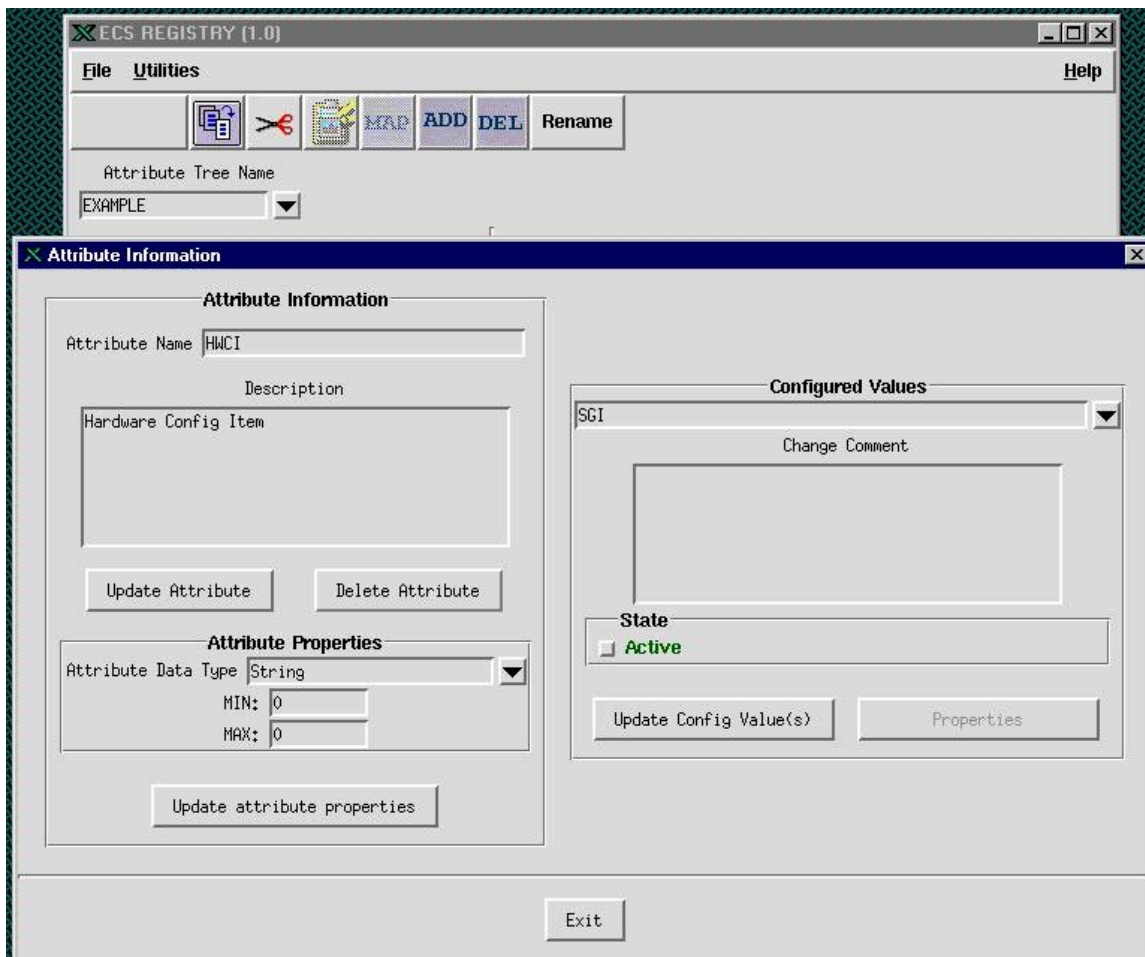 ECS REGISTRY (1.0)
File Utilities Help
MAP ADD DEL Rename
Attribute Tree Name
EXAMPLE
Attribute Information
Attribute Information
Attribute Name HWCI
Description
Hardware Config Item
Update Attribute Delete Attribute
Attribute Properties
Attribute Data Type String
MIN: 0
MAX: 0
Update attribute properties
Configured Values
SGI
Change Comment
State
Active
Update Config Value(s) Properties
Exit